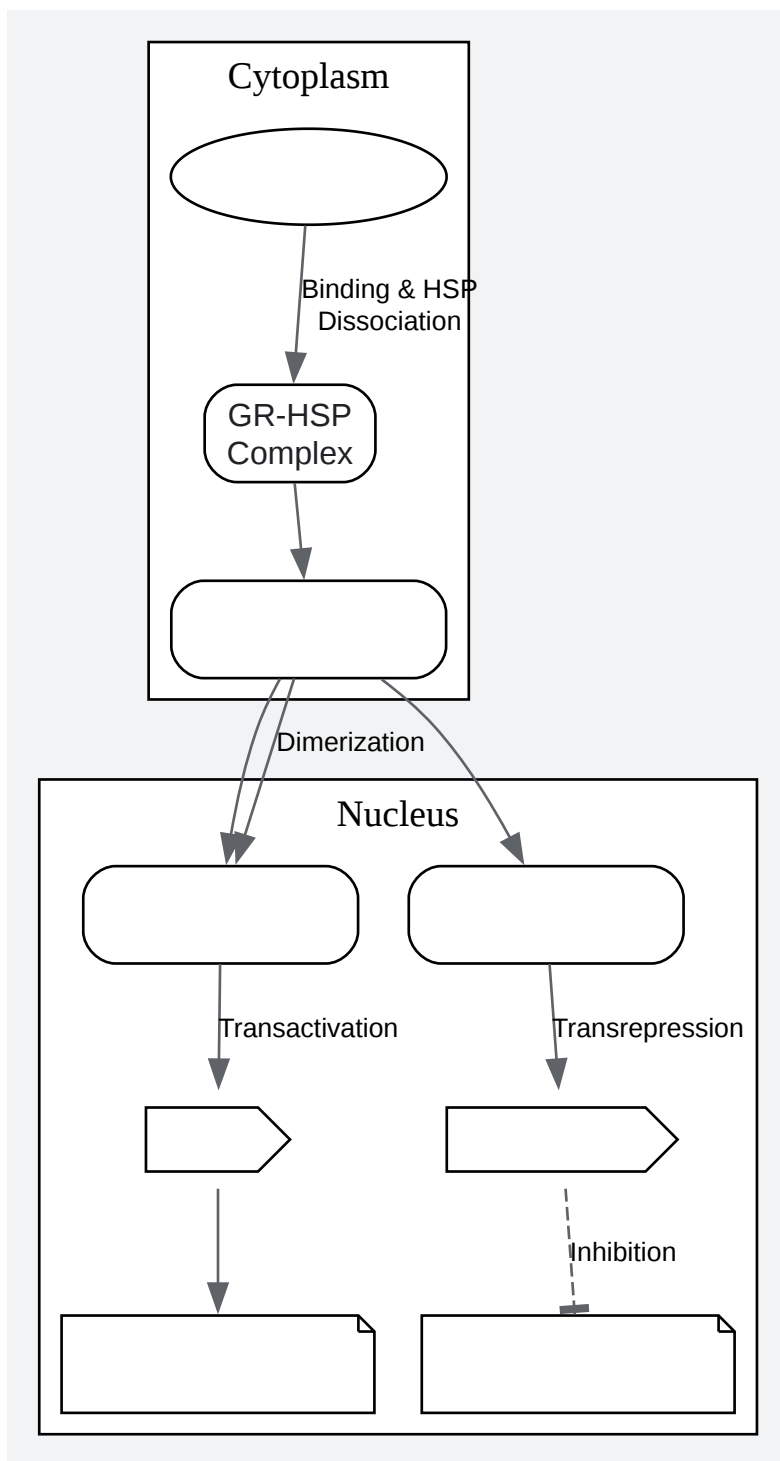 Cytoplasm
Binding & HSP
Dissociation
GR-HSP
Complex
Dimerization
Nucleus
Transactivation
Transrepression
Inhibition